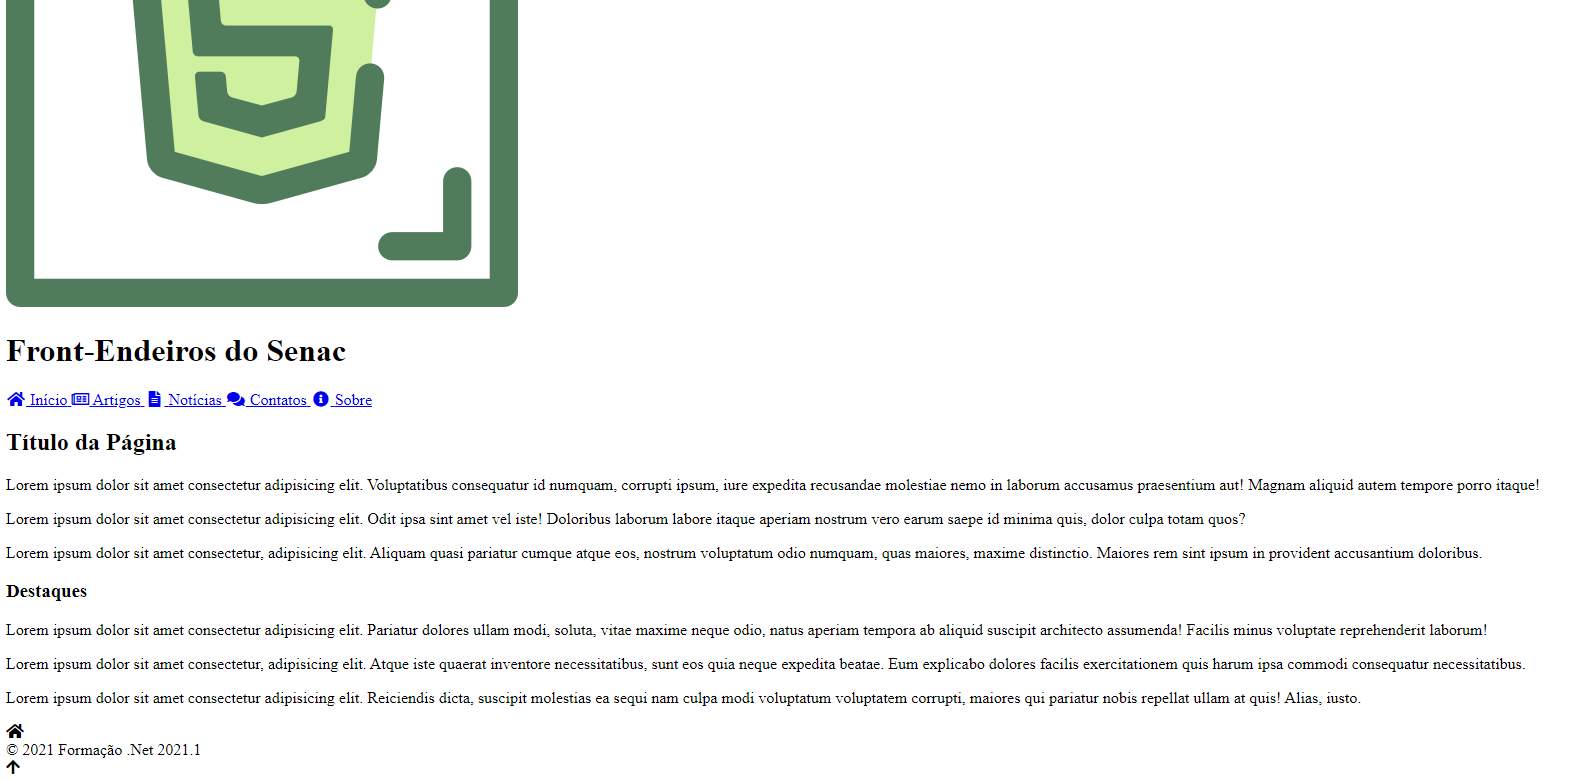 Front-Endeiros do Senac
Início Artigos Notícias Contatos Sobre
Título da Página
Lorem ipsum dolor sit amet consectetur adipisicing elit. Voluptatibus consequatur id numquam, corrupti ipsum, iure expedita recusandae molestiae nemo in laborum accusamus praesentium aut! Magnam aliquid autem tempore porro itaque!
Lorem ipsum dolor sit amet consectetur adipisicing elit. Odit ipsa sint amet vel iste! Doloribus laborum labore itaque aperiam nostrum vero earum saepe id minima quis, dolor culpa totam quos?
Lorem ipsum dolor sit amet consectetur, adipisicing elit. Aliquam quasi pariatur cumque atque eos, nostrum voluptatum odio numquam, quas maiores, maxime distinctio. Maiores rem sint ipsum in provident accusantium doloribus.
Destaques
Lorem ipsum dolor sit amet consectetur adipisicing elit. Pariatur dolores ullam modi, soluta, vitae maxime neque odio, natus aperiam tempora ab aliquid suscipit architecto assumenda! Facilis minus voluptate reprehenderit laborum!
Lorem ipsum dolor sit amet consectetur, adipisicing elit. Atque iste quaerat inventore necessitatibus, sunt eos quia neque expedita beatae. Eum explicabo dolores facilis exercitationem quis harum ipsa commodi consequatur necessitatibus.
Lorem ipsum dolor sit amet consectetur adipisicing elit. Reiciendis dicta, suscipit molestias ea sequi nam culpa modi voluptatum voluptatem corrupti, maiores qui pariatur nobis repellat ullam at quis! Alias, iusto.
© 2021 Formação .Net 2021.1